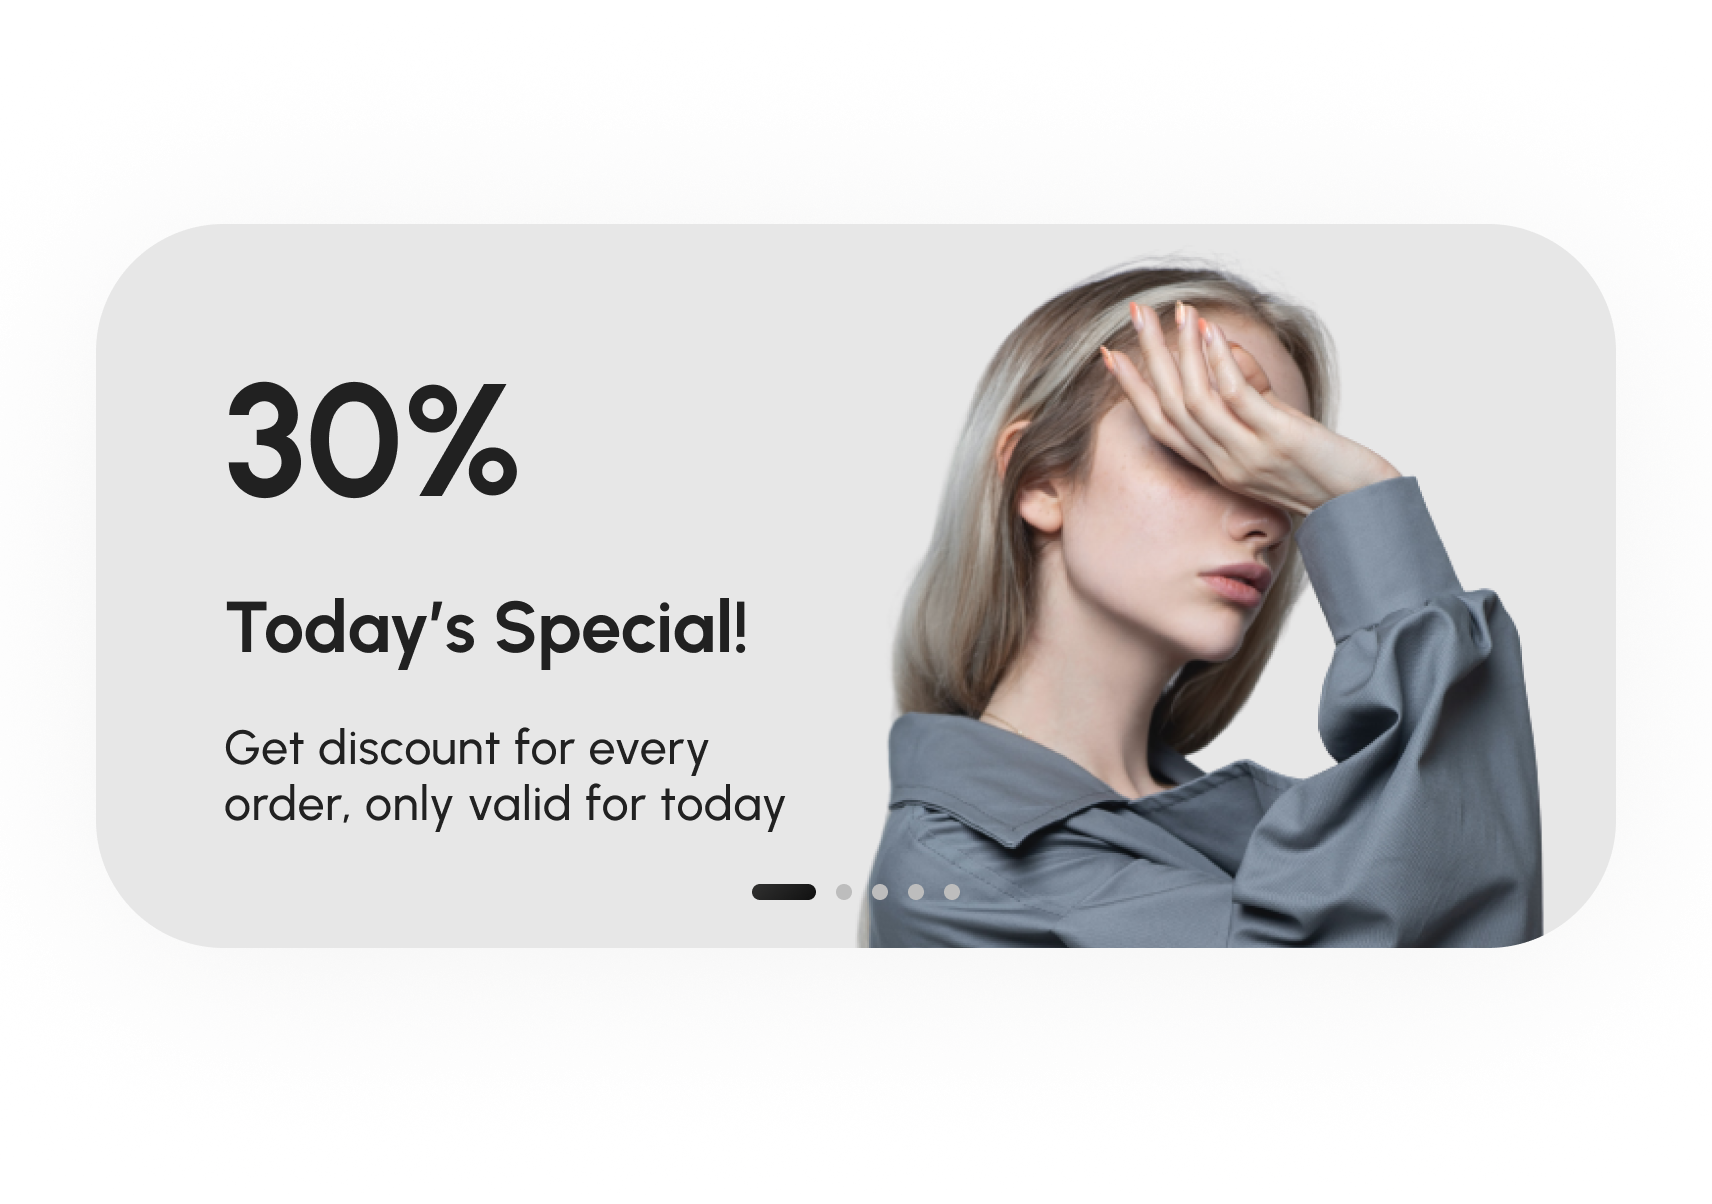 30%
Today’s Special!
Get discount for every
order, only valid for today